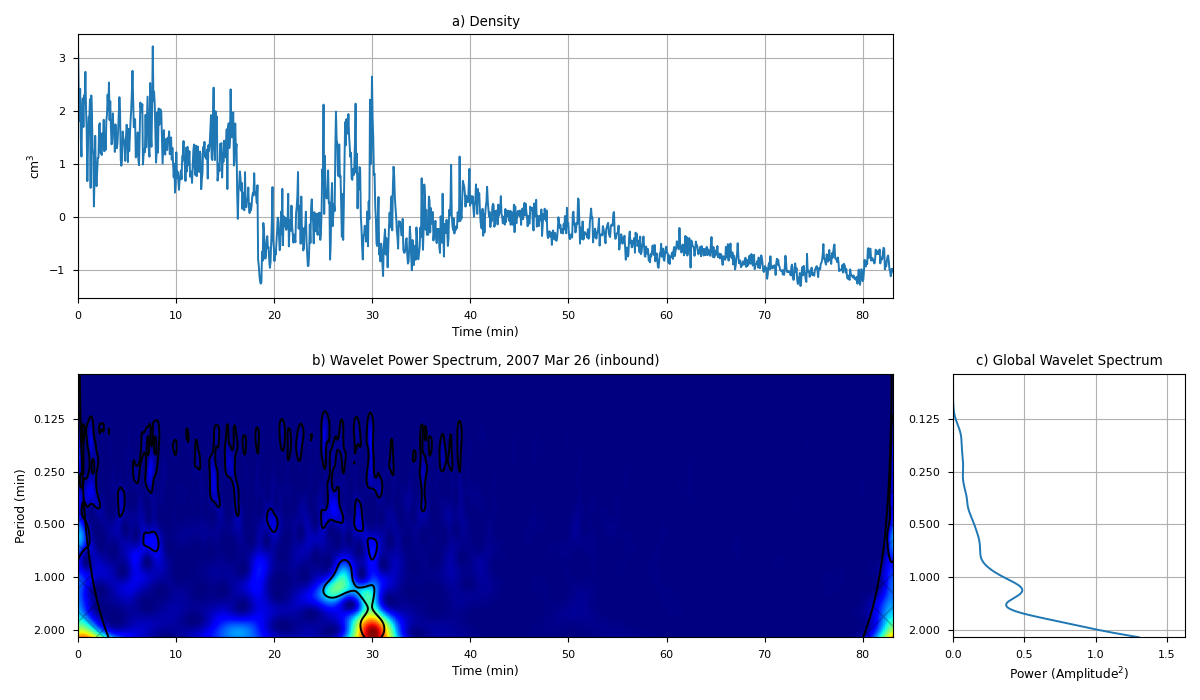 a) Density
cm³
3
2
1
0
−1
0 10 20 30 40 50 60 70 80
Time (min)
b) Wavelet Power Spectrum, 2007 Mar 26 (inbound)
Period (min)
0.125
0.250
0.500
1.000
2.000
0 10 20 30 40 50 60 70 80
Time (min)
c) Global Wavelet Spectrum
0.125
0.250
0.500
1.000
2.000
0.0 0.5 1.0 1.5
Power (Amplitude²)